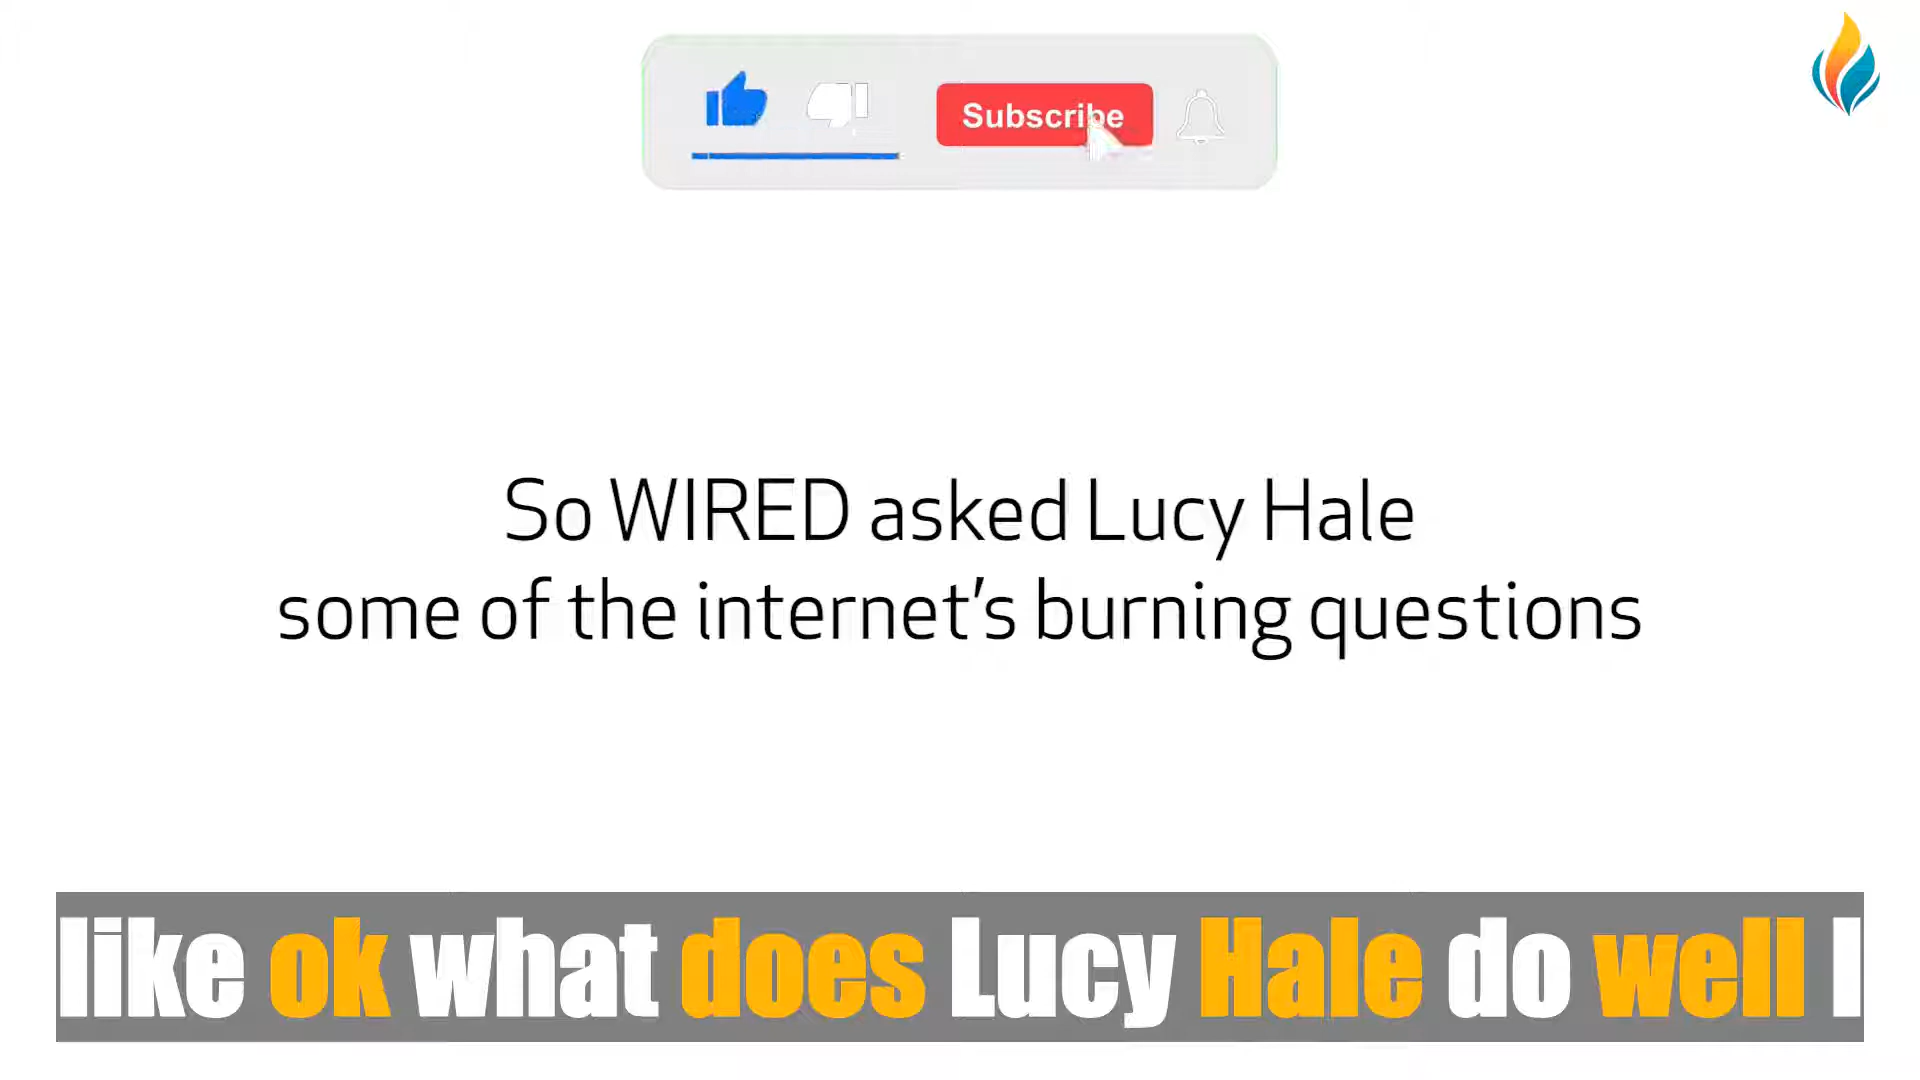 Subscribe
So WIRED asked Lucy Hale
some of the internet's burning questions
like ok what does Lucy Hale do well I